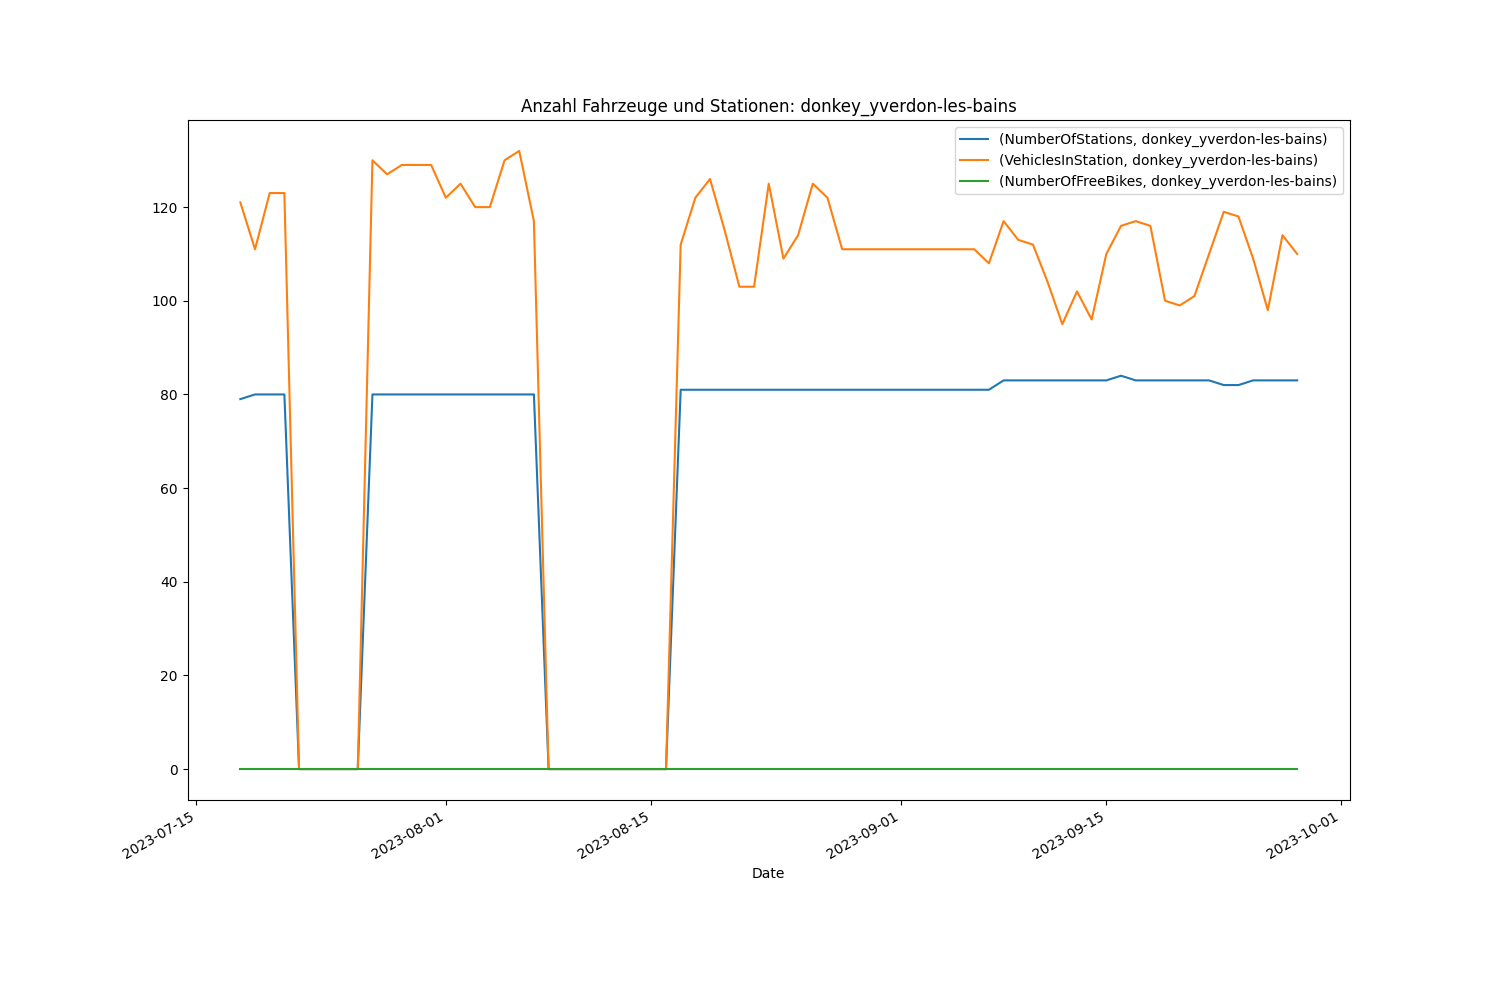 Anzahl Fahrzeuge und Stationen: donkey_yverdon-les-bains
(NumberOfStations, donkey_yverdon-les-bains)
(VehiclesInStation, donkey_yverdon-les-bains)
(NumberOfFreeBikes, donkey_yverdon-les-bains)
120
100
80
60
40
20
0
2023-07-15
2023-08-01
2023-08-15
2023-09-01
2023-09-15
2023-10-01
Date